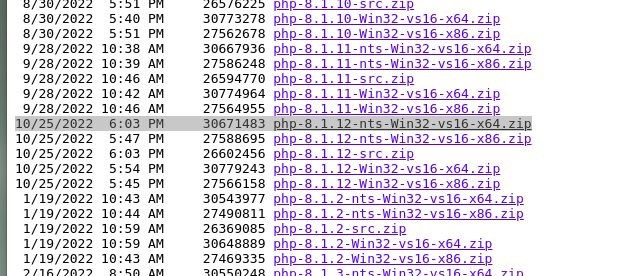 8/30/2022 5:51 PM 26576225 php-8.1.10-src.zip
8/30/2022 5:40 PM 30773278 php-8.1.10-Win32-vs16-x64.zip
8/30/2022 5:51 PM 27562678 php-8.1.10-Win32-vs16-x86.zip
9/28/2022 10:38 AM 30667936 php-8.1.11-nts-Win32-vs16-x64.zip
9/28/2022 10:39 AM 27586248 php-8.1.11-nts-Win32-vs16-x86.zip
9/28/2022 10:46 AM 26594770 php-8.1.11-src.zip
9/28/2022 10:42 AM 30774964 php-8.1.11-Win32-vs16-x64.zip
9/28/2022 10:46 AM 27564955 php-8.1.11-Win32-vs16-x86.zip
10/25/2022 6:03 PM 30671483 php-8.1.12-nts-Win32-vs16-x64.zip
10/25/2022 5:47 PM 27588695 php-8.1.12-nts-Win32-vs16-x86.zip
10/25/2022 6:03 PM 26602456 php-8.1.12-src.zip
10/25/2022 5:54 PM 30779243 php-8.1.12-Win32-vs16-x64.zip
10/25/2022 5:45 PM 27566158 php-8.1.12-Win32-vs16-x86.zip
1/19/2022 10:43 AM 30543977 php-8.1.2-nts-Win32-vs16-x64.zip
1/19/2022 10:44 AM 27490811 php-8.1.2-nts-Win32-vs16-x86.zip
1/19/2022 10:59 AM 26369085 php-8.1.2-src.zip
1/19/2022 10:59 AM 30648889 php-8.1.2-Win32-vs16-x64.zip
1/19/2022 10:43 AM 27469335 php-8.1.2-Win32-vs16-x86.zip
2/16/2022 8:50 AM 30550248 php-8.1.3-nts-Win32-vs16-x64.zip